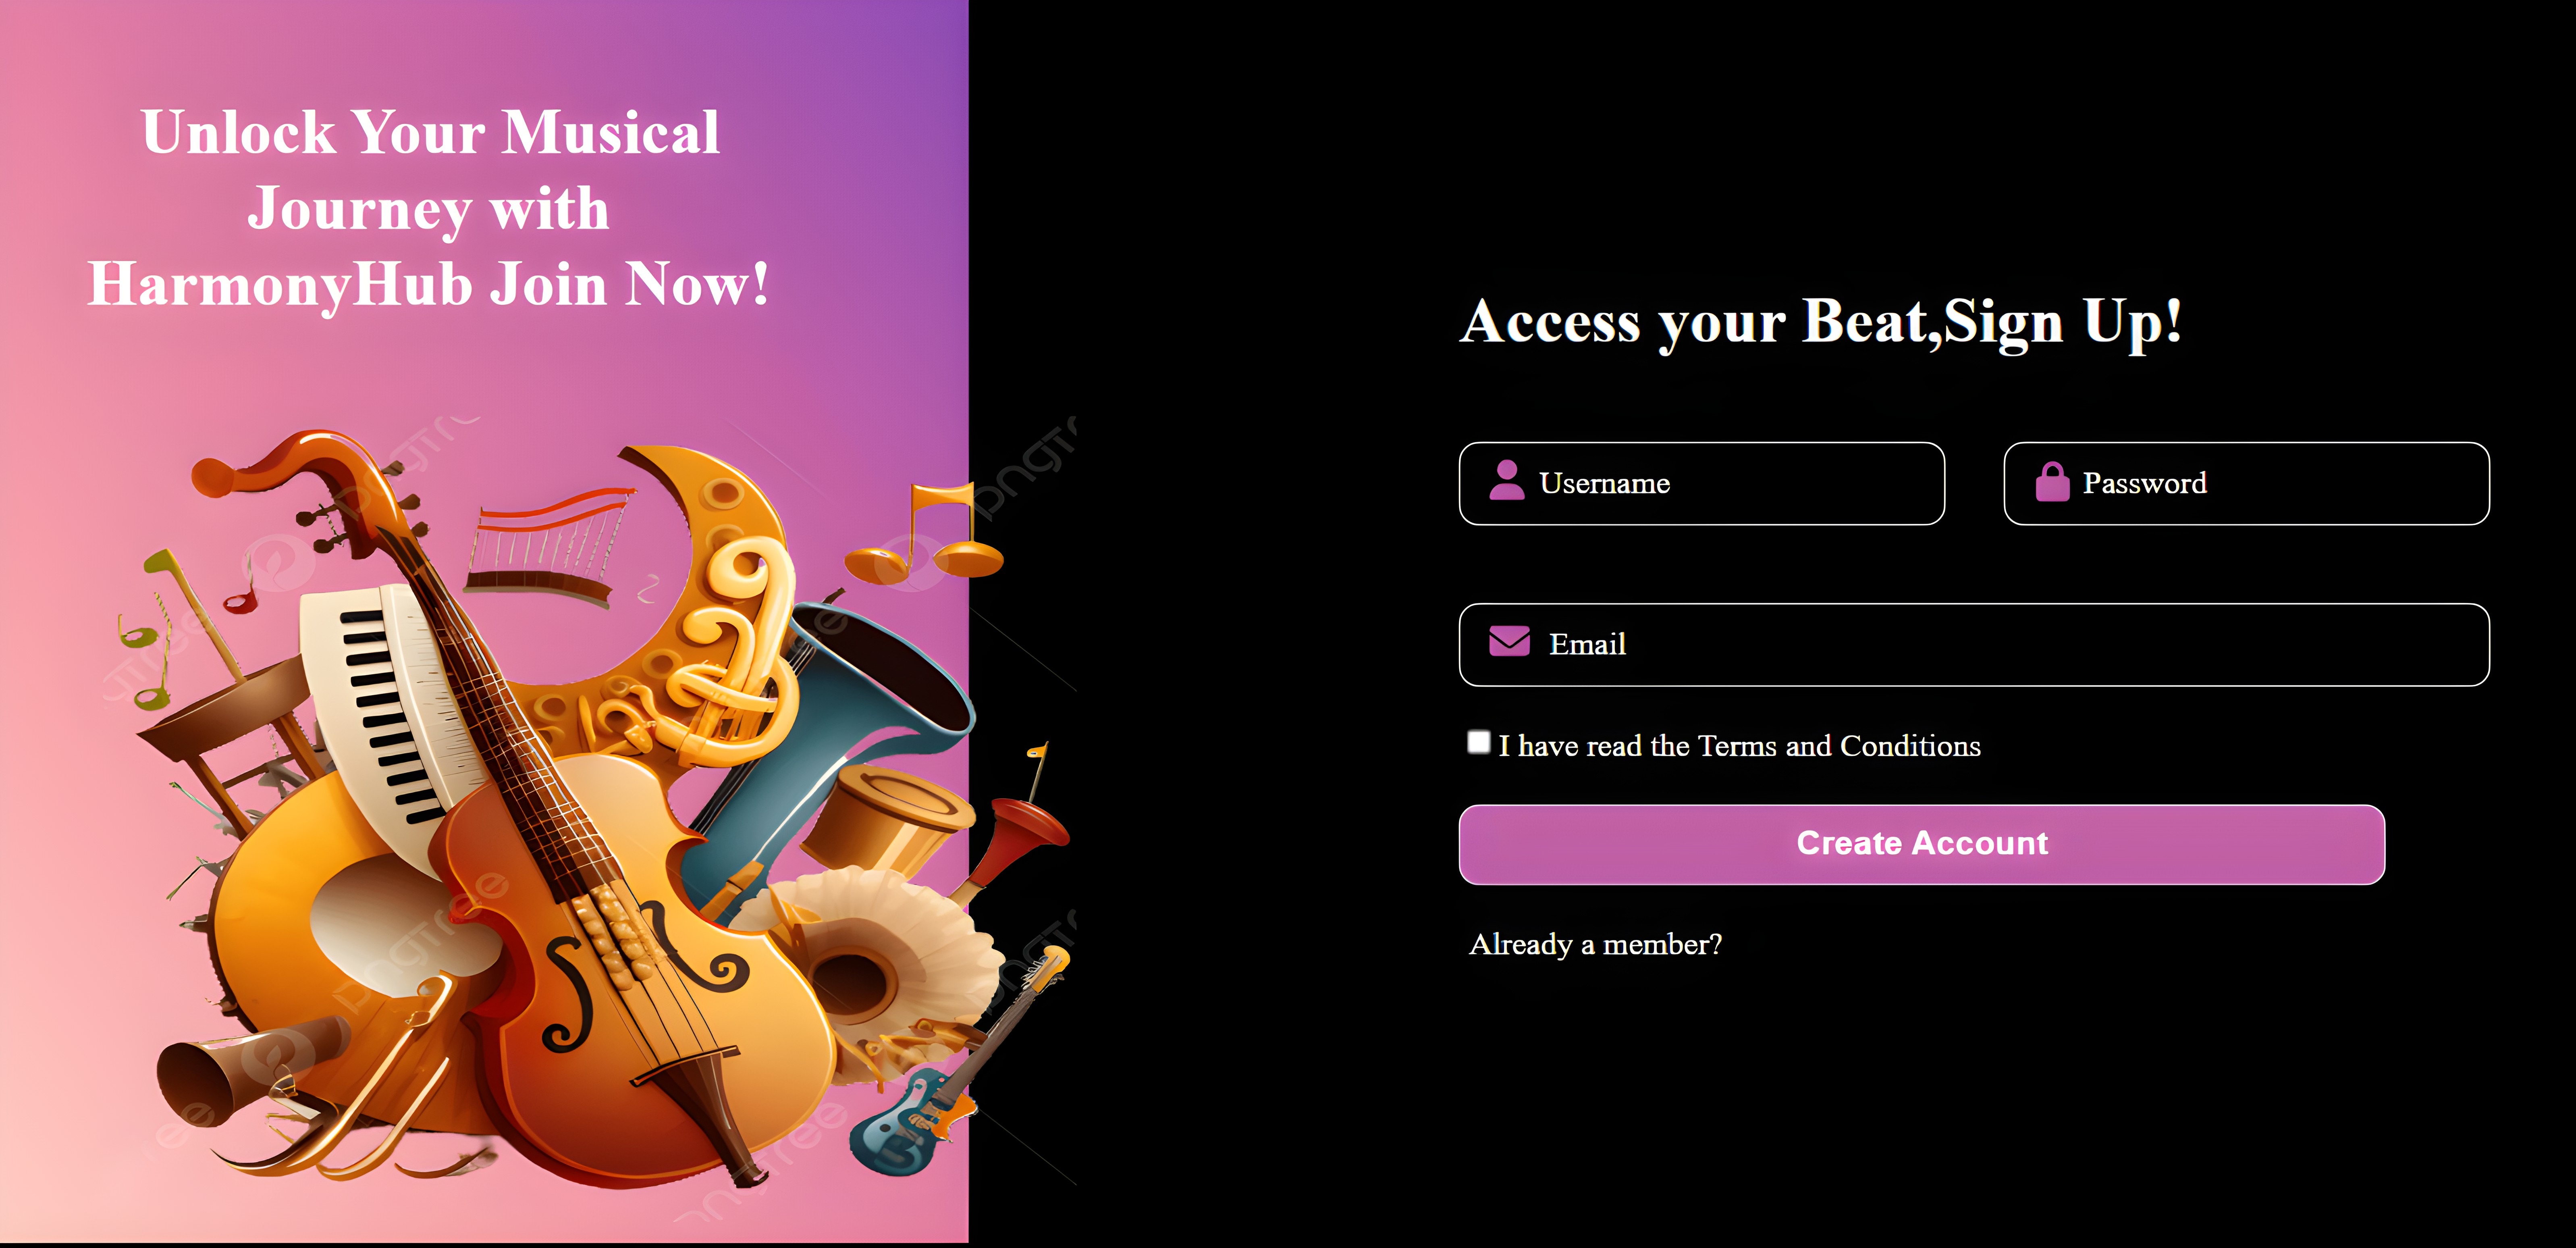 Unlock Your Musical
Journey with
HarmonyHub Join Now!
Access your Beat,Sign Up!
Username
Password
Email
I have read the Terms and Conditions
Create Account
Already a member?
pngtree